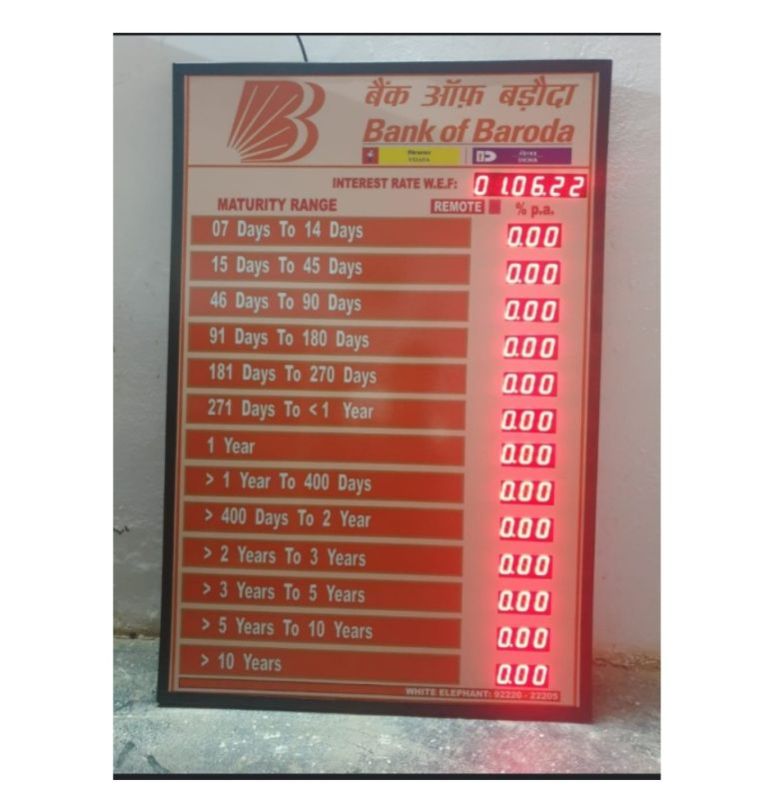 बैंक ऑफ़ बड़ौदा
Bank of Baroda
VIJAYA DENA
INTEREST RATE W.E.F: 01.06.22
MATURITY RANGE REMOTE % p.a.
07 Days To 14 Days 0.00
15 Days To 45 Days 0.00
46 Days To 90 Days 0.00
91 Days To 180 Days 0.00
181 Days To 270 Days 0.00
271 Days To <1 Year 0.00
1 Year 0.00
> 1 Year To 400 Days 0.00
> 400 Days To 2 Year 0.00
> 2 Years To 3 Years 0.00
> 3 Years To 5 Years 0.00
> 5 Years To 10 Years 0.00
> 10 Years 0.00
WHITE ELEPHANT: 92220 - 22205